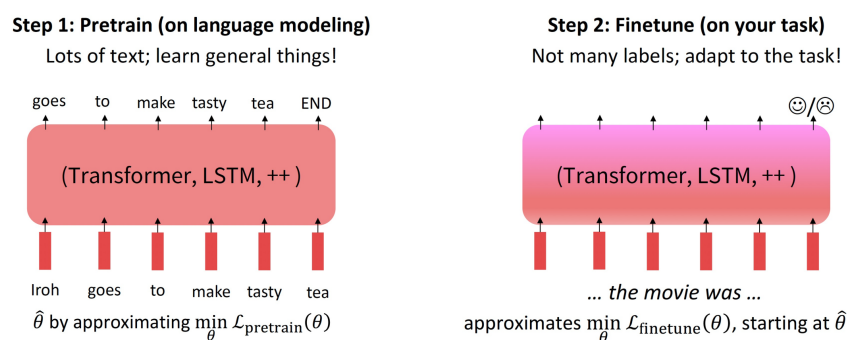 Step 1: Pretrain (on language modeling)
Lots of text; learn general things!
goes to make tasty tea END
(Transformer, LSTM, ++ )
Iroh goes to make tasty tea
θ̂ by approximating min_θ ℒ_pretrain(θ)
Step 2: Finetune (on your task)
Not many labels; adapt to the task!
☺/☹
(Transformer, LSTM, ++ )
... the movie was ...
approximates min_θ ℒ_finetune(θ), starting at θ̂